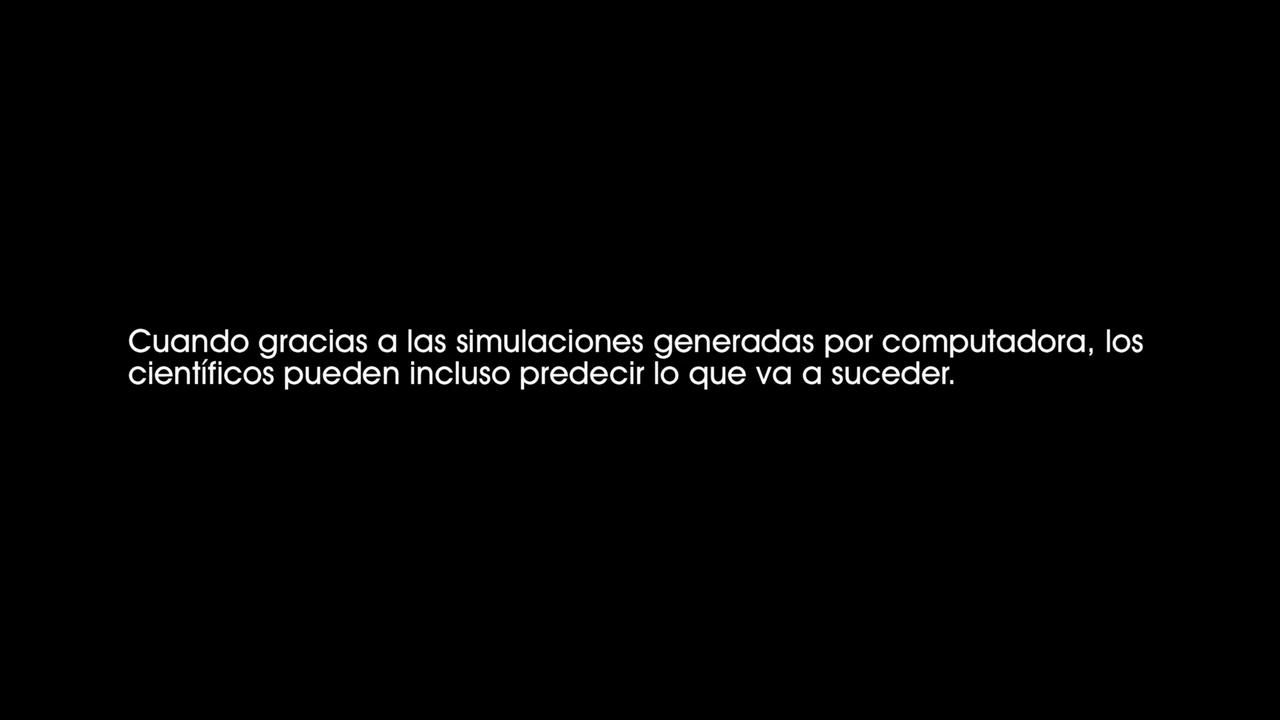 Cuando gracias a las simulaciones generadas por computadora, los
científicos pueden incluso predecir lo que va a suceder.